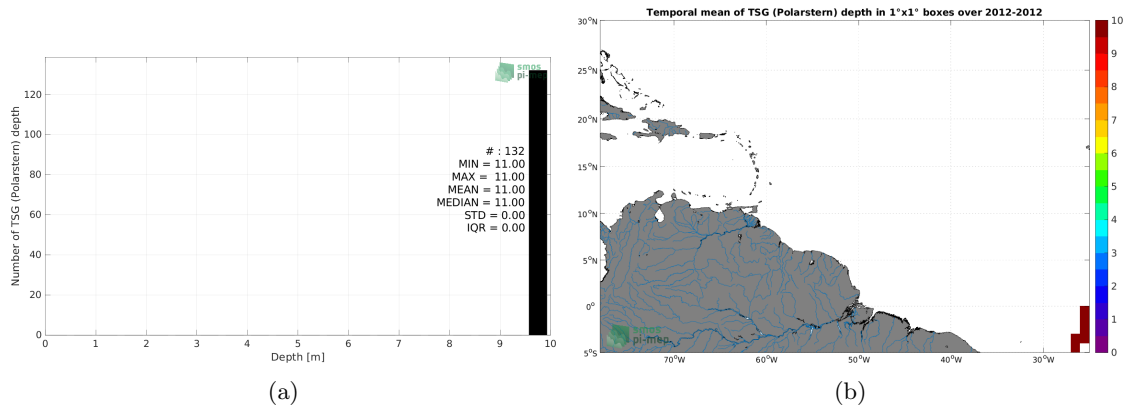 120
100
80
60
40
20
0
Number of TSG (Polarstern) depth
smos
pi-mep
# : 132
MIN = 11.00
MAX = 11.00
MEAN = 11.00
MEDIAN = 11.00
STD = 0.00
IQR = 0.00
0 1 2 3 4 5 6 7 8 9 10
Depth [m]
(a)
Temporal mean of TSG (Polarstern) depth in 1°x1° boxes over 2012-2012
30°N
25°N
20°N
15°N
10°N
5°N
0°
5°S
70°W 60°W 50°W 40°W 30°W
smos
pi-mep
10
9
8
7
6
5
4
3
2
1
0
(b)